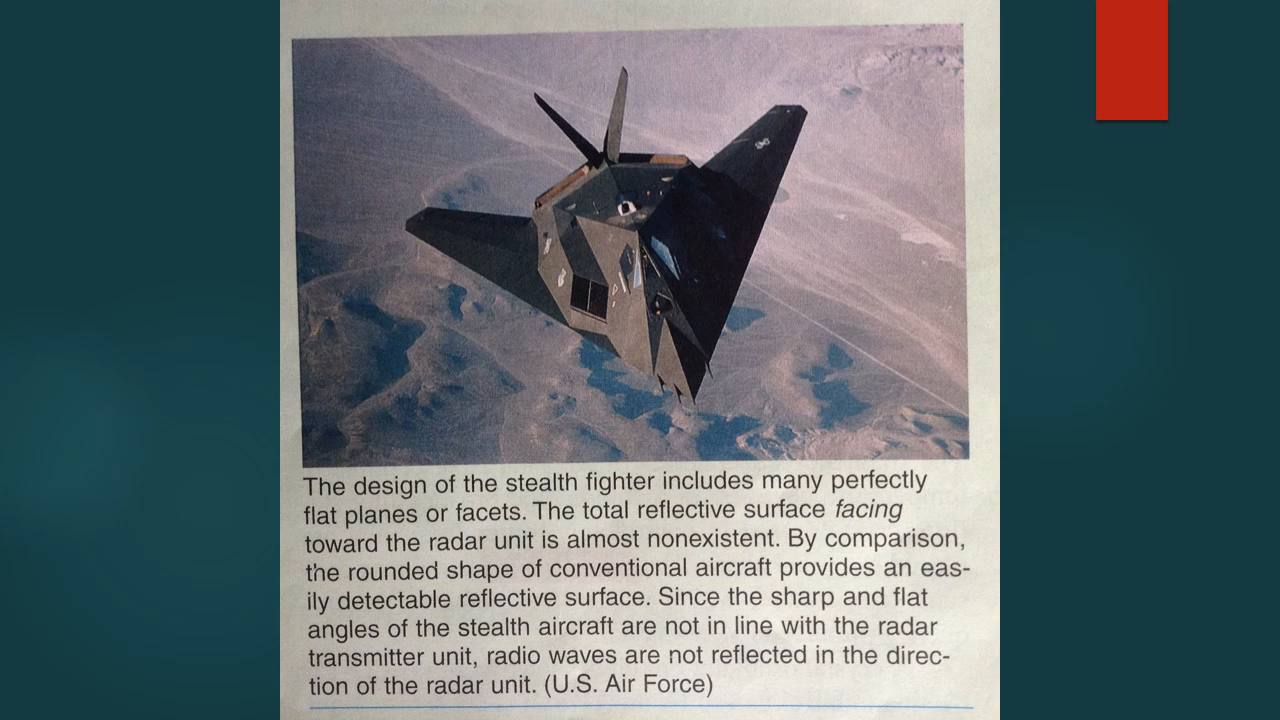 The design of the stealth fighter includes many perfectly
flat planes or facets. The total reflective surface facing
toward the radar unit is almost nonexistent. By comparison,
the rounded shape of conventional aircraft provides an eas-
ily detectable reflective surface. Since the sharp and flat
angles of the stealth aircraft are not in line with the radar
transmitter unit, radio waves are not reflected in the direc-
tion of the radar unit. (U.S. Air Force)